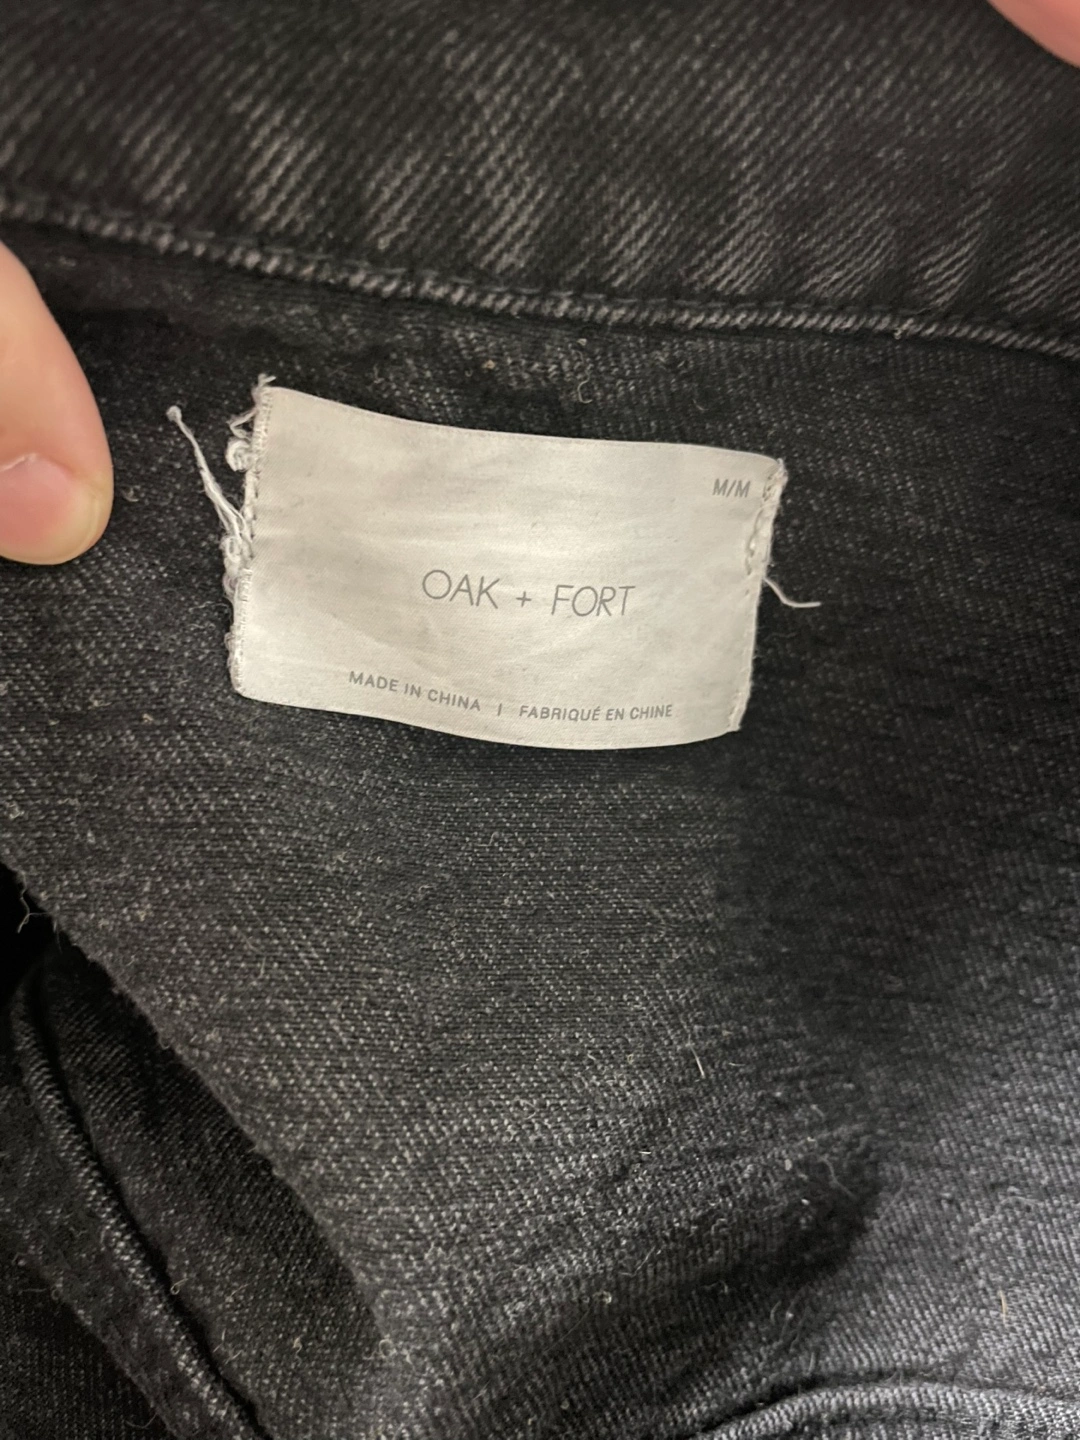 M/M
OAK + FORT
MADE IN CHINA | FABRIQUÉ EN CHINE